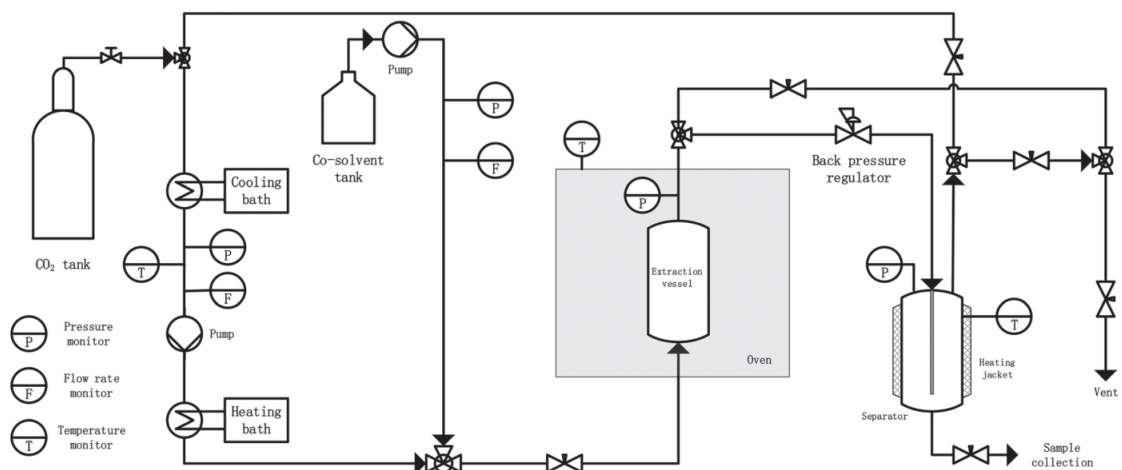 Pump
P
Co-solvent
tank
F
T
Back pressure
regulator
Cooling
bath
P
CO₂ tank
T
P
F
Extraction
vessel
P
T
P
Pressure
monitor
Pump
Oven
Heating
jacket
F
Flow rate
monitor
Vent
Heating
bath
Separator
T
Temperature
monitor
Sample
collection